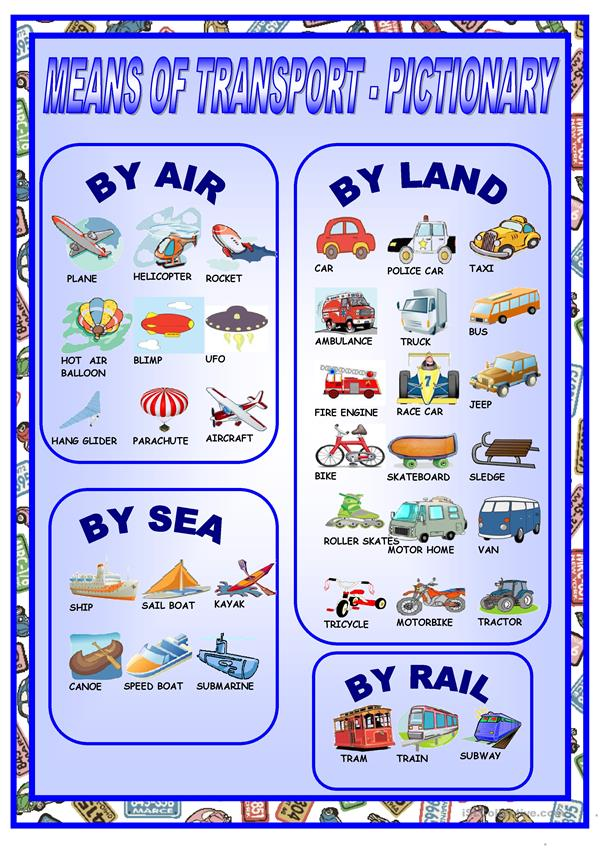 MEANS OF TRANSPORT - PICTIONARY
BY AIR
PLANE
HELICOPTER
ROCKET
HOT AIR
BALLOON
BLIMP
UFO
HANG GLIDER
PARACHUTE
AIRCRAFT
BY SEA
SHIP
SAIL BOAT
KAYAK
CANOE
SPEED BOAT
SUBMARINE
BY LAND
CAR
POLICE CAR
TAXI
AMBULANCE
TRUCK
BUS
FIRE ENGINE
RACE CAR
7
JEEP
BIKE
SKATEBOARD
SLEDGE
ROLLER SKATES
MOTOR HOME
VAN
TRICYCLE
MOTORBIKE
TRACTOR
BY RAIL
TRAM
TRAIN
SUBWAY